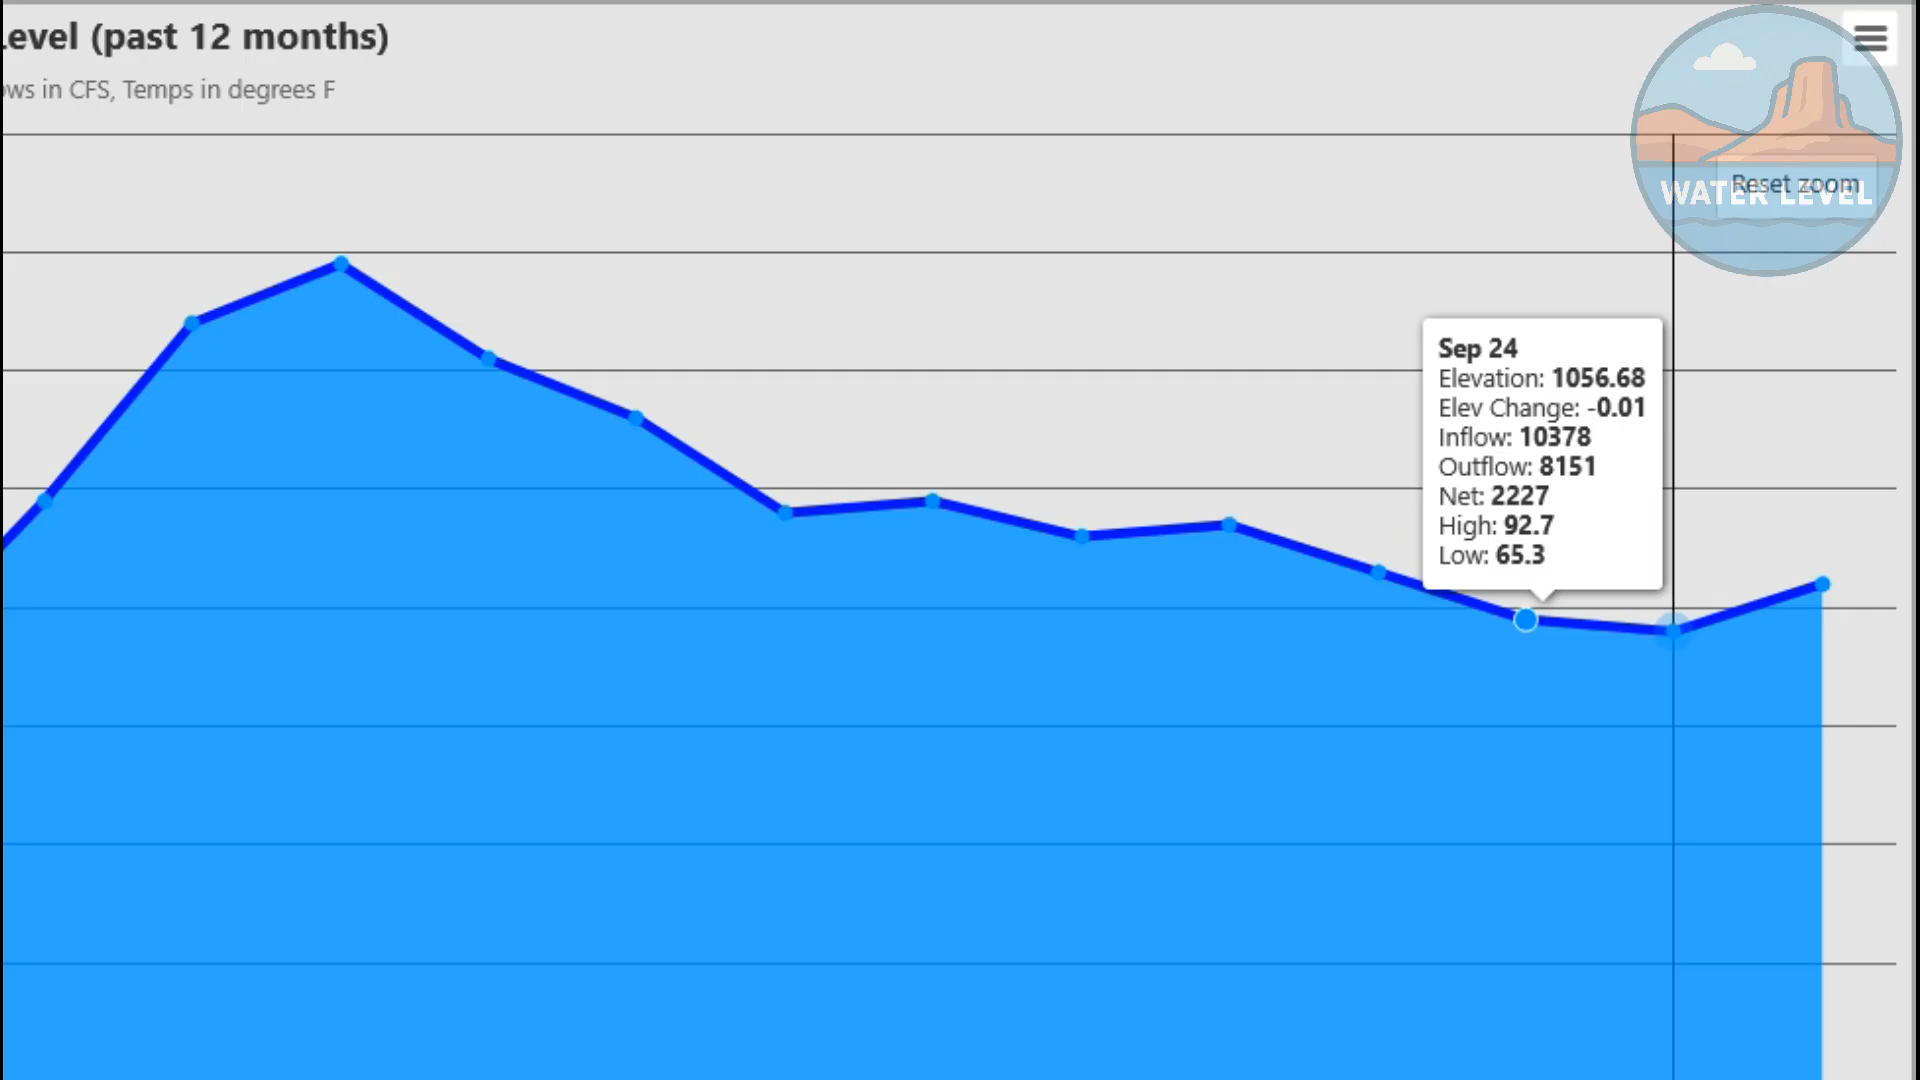 Level (past 12 months)
ows in CFS, Temps in degrees F
Reset zoom
WATER LEVEL
Sep 24
Elevation: 1056.68
Elev Change: -0.01
Inflow: 10378
Outflow: 8151
Net: 2227
High: 92.7
Low: 65.3